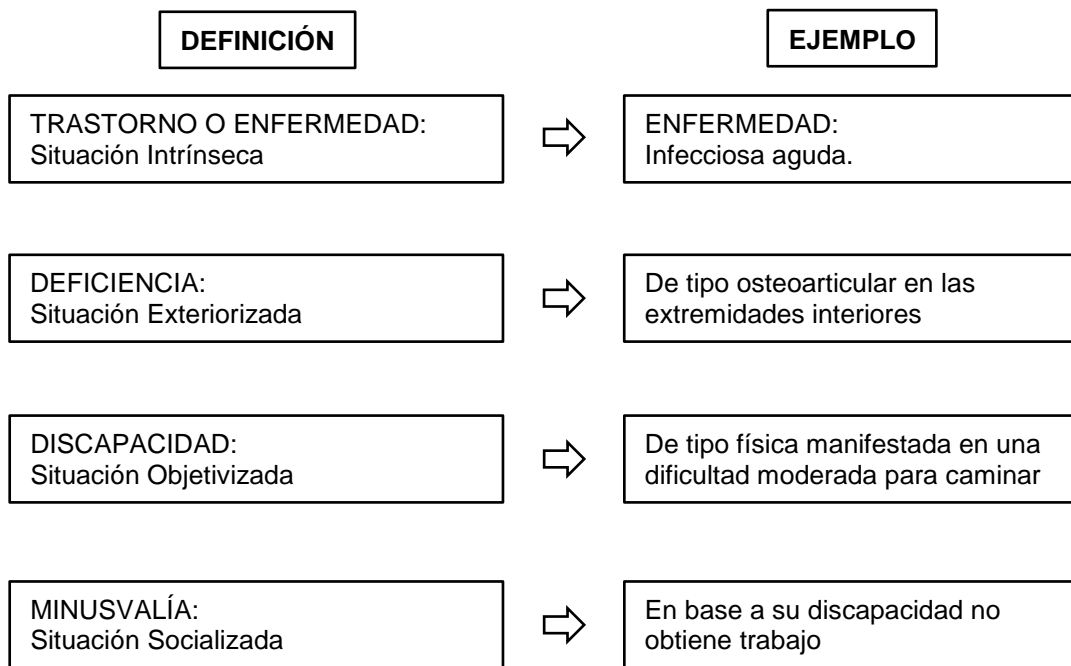 DEFINICIÓN
EJEMPLO
TRASTORNO O ENFERMEDAD:
Situación Intrínseca
ENFERMEDAD:
Infecciosa aguda.
DEFICIENCIA:
Situación Exteriorizada
De tipo osteoarticular en las
extremidades interiores
DISCAPACIDAD:
Situación Objetivizada
De tipo física manifestada en una
dificultad moderada para caminar
MINUSVALÍA:
Situación Socializada
En base a su discapacidad no
obtiene trabajo